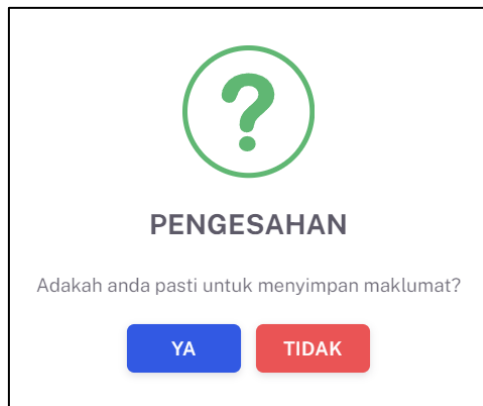 ?
PENGESAHAN
Adakah anda pasti untuk menyimpan maklumat?
YA
TIDAK